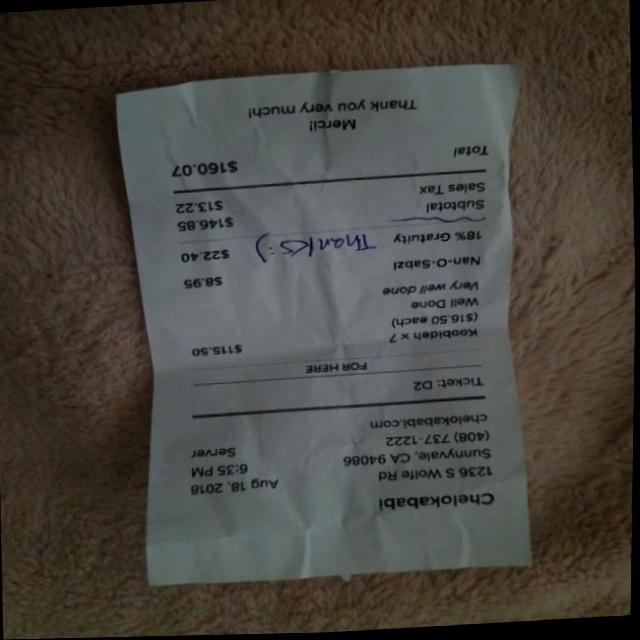 Chelokababi
1236 S Wolfe Rd Aug 18, 2018
Sunnyvale, CA 94086 6:35 PM
(408) 737-1222 Server
chelokababi.com
Ticket: D2
FOR HERE
Koobideh x 7 $115.50
($16.50 each)
Well Done
Very well done
Nan-O-Sabzi $8.95
18% Gratuity $22.40
Thanks :)
Subtotal $146.85
Sales Tax $13.22
Total $160.07
Merci!!
Thank you very much!